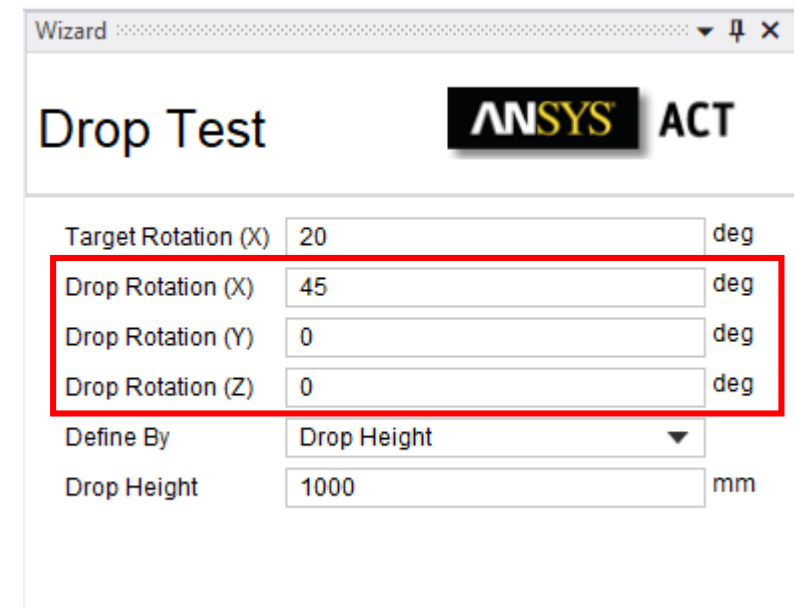 Wizard
Drop Test
ANSYS ACT
Target Rotation (X) 20 deg
Drop Rotation (X) 45 deg
Drop Rotation (Y) 0 deg
Drop Rotation (Z) 0 deg
Define By Drop Height
Drop Height 1000 mm